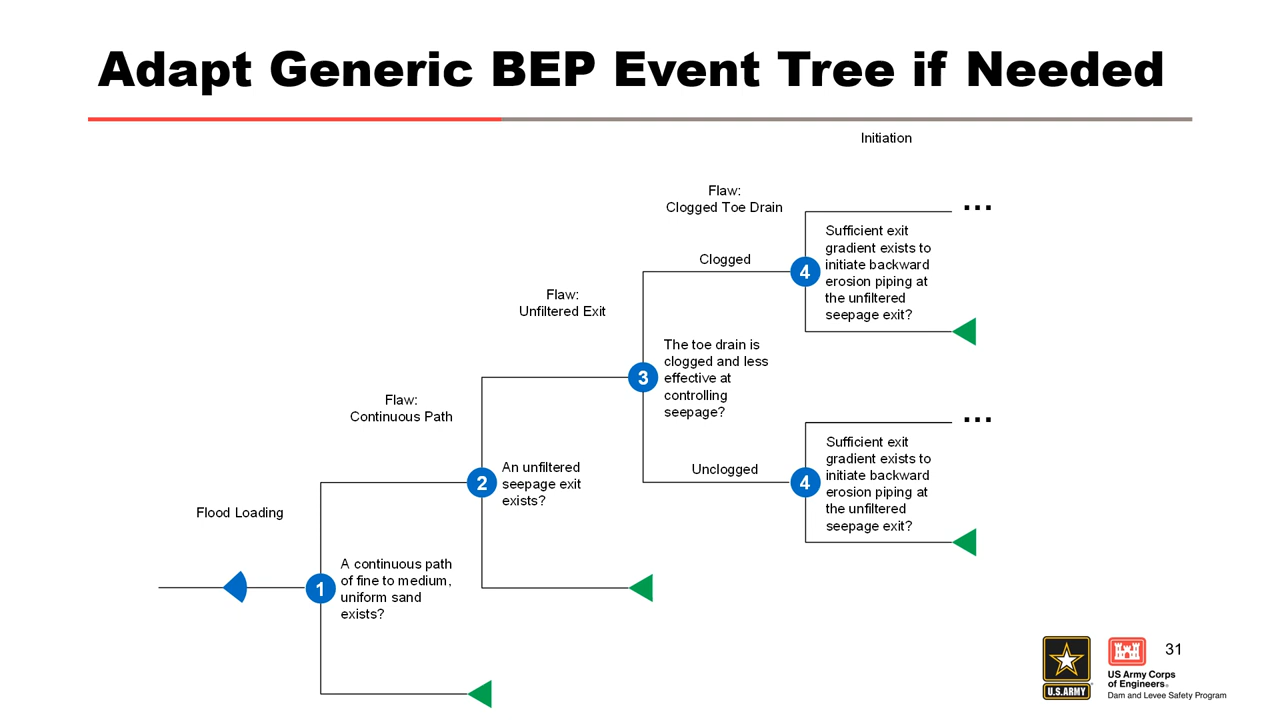 Adapt Generic BEP Event Tree if Needed
Initiation
Flaw:
Clogged Toe Drain
...
Sufficient exit
gradient exists to
initiate backward
erosion piping at
the unfiltered
seepage exit?
Clogged
4
Flaw:
Unfiltered Exit
The toe drain is
clogged and less
effective at
controlling
seepage?
3
Flaw:
Continuous Path
...
Sufficient exit
gradient exists to
initiate backward
erosion piping at
the unfiltered
seepage exit?
Unclogged
4
An unfiltered
seepage exit
exists?
2
Flood Loading
A continuous path
of fine to medium,
uniform sand
exists?
1
U.S.ARMY
US Army Corps
of Engineers®
Dam and Levee Safety Program
31